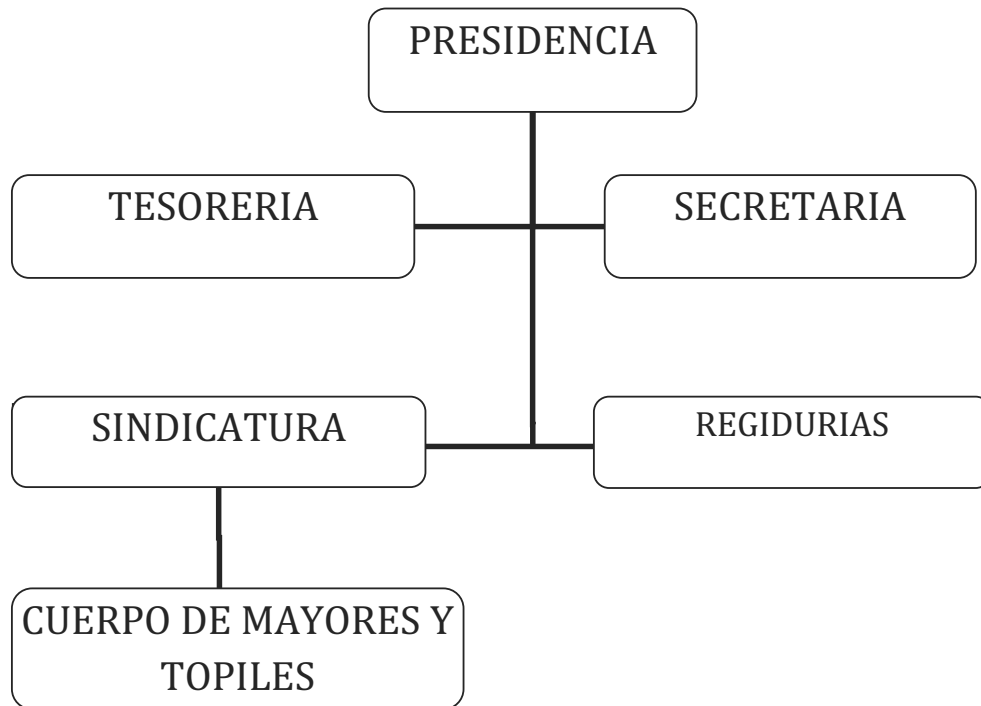 PRESIDENCIA
TESORERIA
SECRETARIA
SINDICATURA
REGIDURIAS
CUERPO DE MAYORES Y
TOPILES